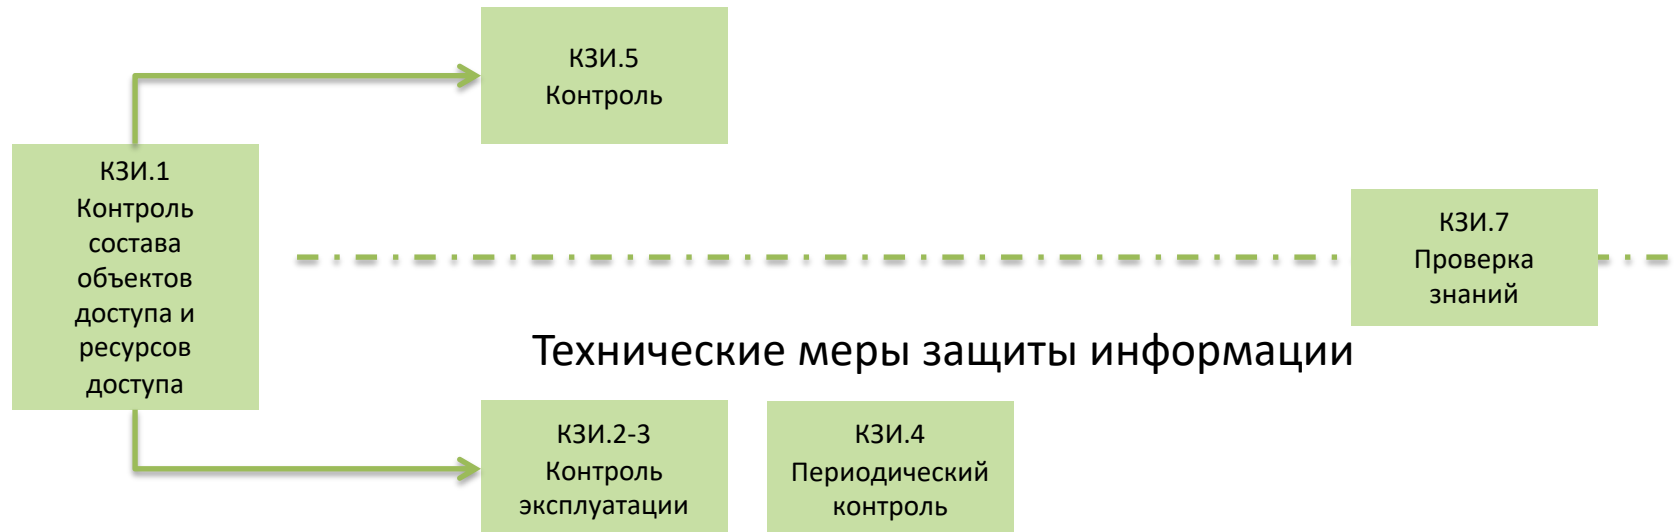 КЗИ.5
Контроль
КЗИ.1
Контроль
состава
объектов
доступа и
ресурсов
доступа
КЗИ.7
Проверка
знаний
Технические меры защиты информации
КЗИ.2-3
Контроль
эксплуатации
КЗИ.4
Периодический
контроль